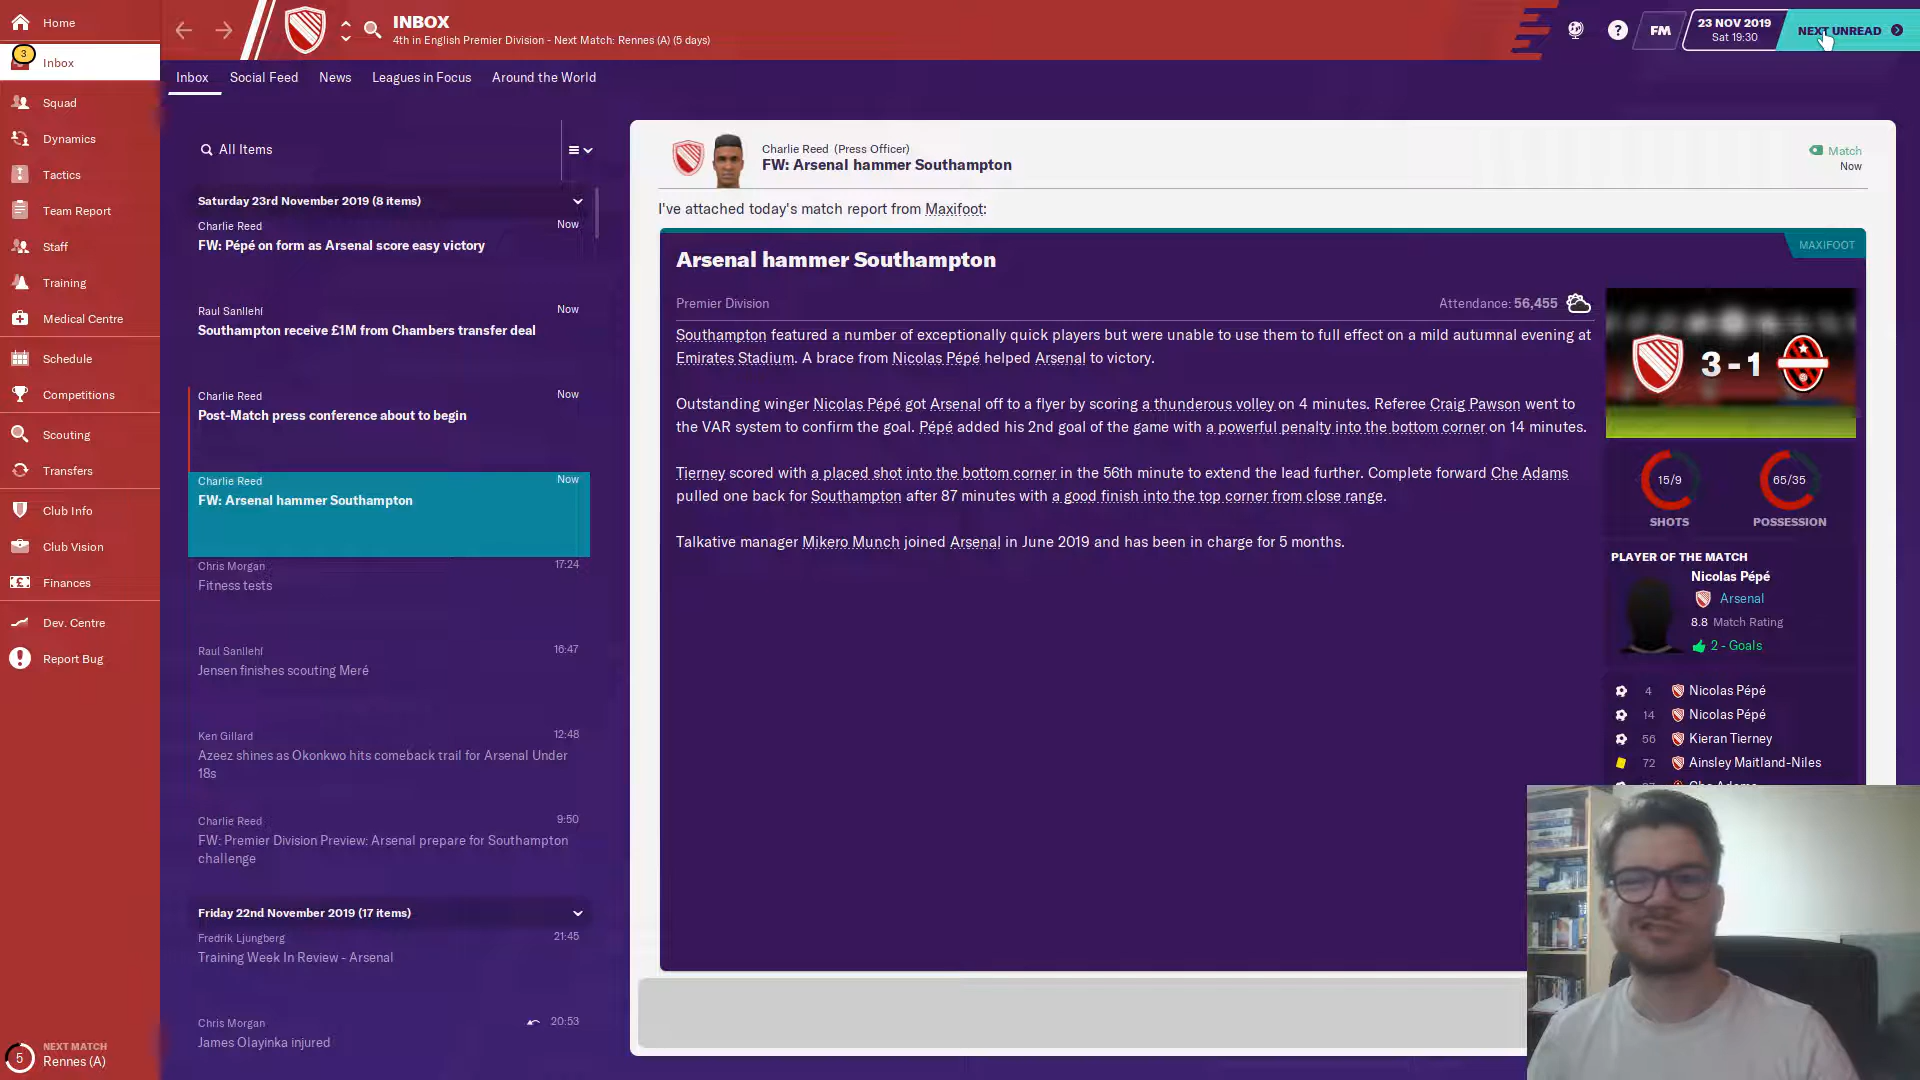 Home
3
Inbox
Squad
Dynamics
Tactics
Team Report
Staff
Training
Medical Centre
Schedule
Competitions
Scouting
Transfers
Club Info
Club Vision
Finances
Dev. Centre
Report Bug
5
NEXT MATCH
Rennes (A)
INBOX
4th in English Premier Division - Next Match: Rennes (A) (5 days)
?
FM
23 NOV 2019
Sat 19:30
NEXT UNREAD
Inbox
Social Feed
News
Leagues in Focus
Around the World
All Items
Saturday 23rd November 2019 (8 items)
Charlie Reed
Now
FW: Pépé on form as Arsenal score easy victory
Raul Sanllehí
Now
Southampton receive £1M from Chambers transfer deal
Charlie Reed
Now
Post-Match press conference about to begin
Charlie Reed
Now
FW: Arsenal hammer Southampton
Chris Morgan
17:24
Fitness tests
Raul Sanllehí
16:47
Jensen finishes scouting Meré
Ken Gillard
12:48
Azeez shines as Okonkwo hits comeback trail for Arsenal Under
18s
Charlie Reed
9:50
FW: Premier Division Preview: Arsenal prepare for Southampton
challenge
Friday 22nd November 2019 (17 items)
Fredrik Ljungberg
21:45
Training Week In Review - Arsenal
Chris Morgan
20:53
James Olayinka injured
Charlie Reed (Press Officer)
FW: Arsenal hammer Southampton
Match
Now
I've attached today's match report from Maxifoot:
MAXIFOOT
Arsenal hammer Southampton
Premier Division
Attendance: 56,455
Southampton featured a number of exceptionally quick players but were unable to use them to full effect on a mild autumnal evening at
Emirates Stadium. A brace from Nicolas Pépé helped Arsenal to victory.
Outstanding winger Nicolas Pépé got Arsenal off to a flyer by scoring a thunderous volley on 4 minutes. Referee Craig Pawson went to
the VAR system to confirm the goal. Pépé added his 2nd goal of the game with a powerful penalty into the bottom corner on 14 minutes.
Tierney scored with a placed shot into the bottom corner in the 56th minute to extend the lead further. Complete forward Che Adams
pulled one back for Southampton after 87 minutes with a good finish into the top corner from close range.
Talkative manager Mikero Munch joined Arsenal in June 2019 and has been in charge for 5 months.
3 - 1
15/9
SHOTS
65/35
POSSESSION
PLAYER OF THE MATCH
Nicolas Pépé
Arsenal
8.8 Match Rating
2 - Goals
4 Nicolas Pépé
14 Nicolas Pépé
56 Kieran Tierney
72 Ainsley Maitland-Niles